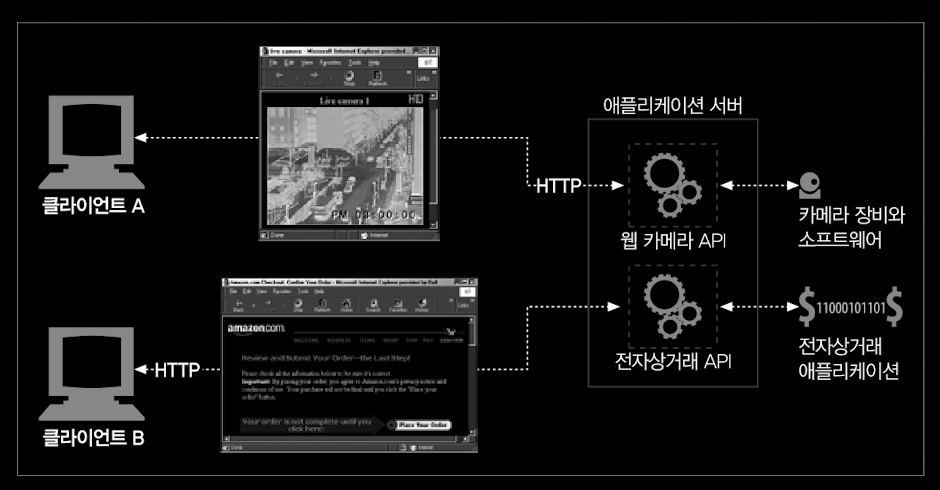 live camera - Microsoft Internet Explorer provided...
File Edit View Favorites Tools Help
Back Stop Refresh Links
Live camera 1
PM 03:00:00
Done Internet
클라이언트 A
HTTP
애플리케이션 서버
웹 카메라 API
카메라 장비와
소프트웨어
Amazon.com Checkout: Confirm Your Order - Microsoft Internet Explorer provided by Dell
File Edit View Favorites Tools Help
Back Stop Refresh Home Search Favorites History Links
amazon.com
WELCOME ADDRESS ITEMS WRAP SHIP PAY CONFIRM
Review and Submit Your Order—the Last Step!
Please check all the information below to be sure it's correct.
Important: By placing your order, you agree to Amazon.com's privacy notice and
conditions of use. Your purchase will not be final until you click the "Place your
order" button.
Your order is not complete until you
click here:
Place Your Order
Done Internet
HTTP
클라이언트 B
전자상거래 API
$11000101101$
전자상거래
애플리케이션